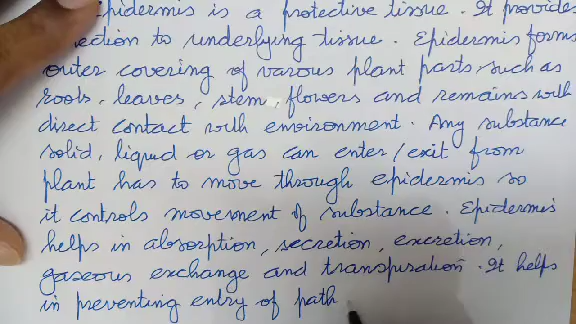 Epidermis is a protective tissue. It provide
ection to underlying tissue. Epidermis forms
outer covering of varous plant parts such as
roots, leaves, stem, flowers and remains with
direct contact with environment. Any substance
solid, liquid or gas can enter/exit from
plant has to move through epidermis so
it controls movement of substance. Epidermis
helps in absorption, secretion, excretion,
gaseous exchange and transpiration. It helps
in preventing entry of path